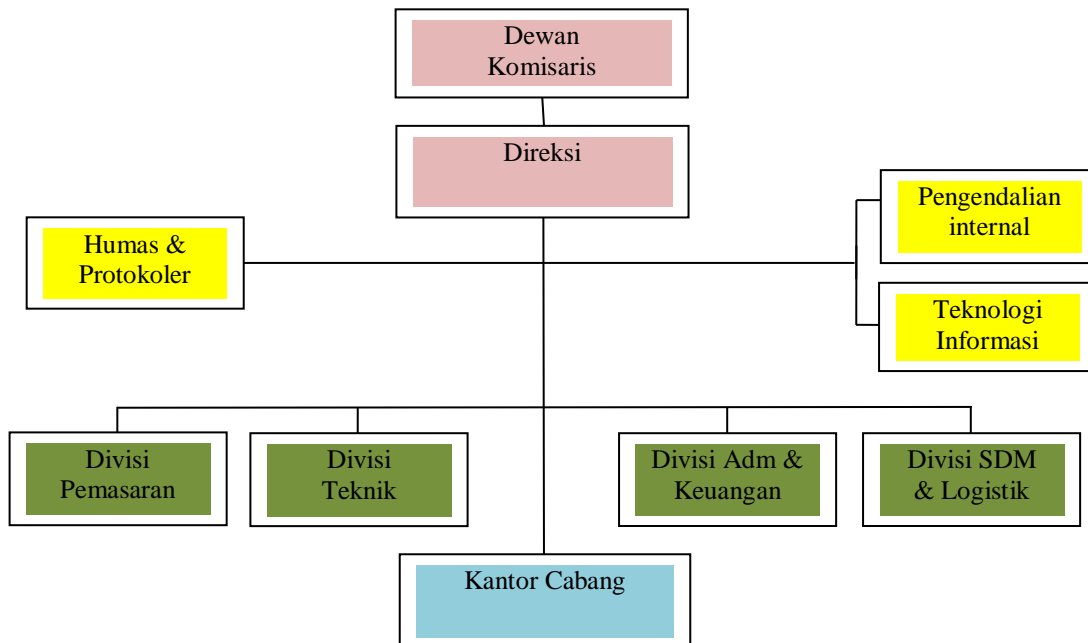 Dewan
Komisaris
Direksi
Pengendalian
internal
Humas &
Protokoler
Teknologi
Informasi
Divisi
Pemasaran
Divisi
Teknik
Divisi Adm &
Keuangan
Divisi SDM
& Logistik
Kantor Cabang